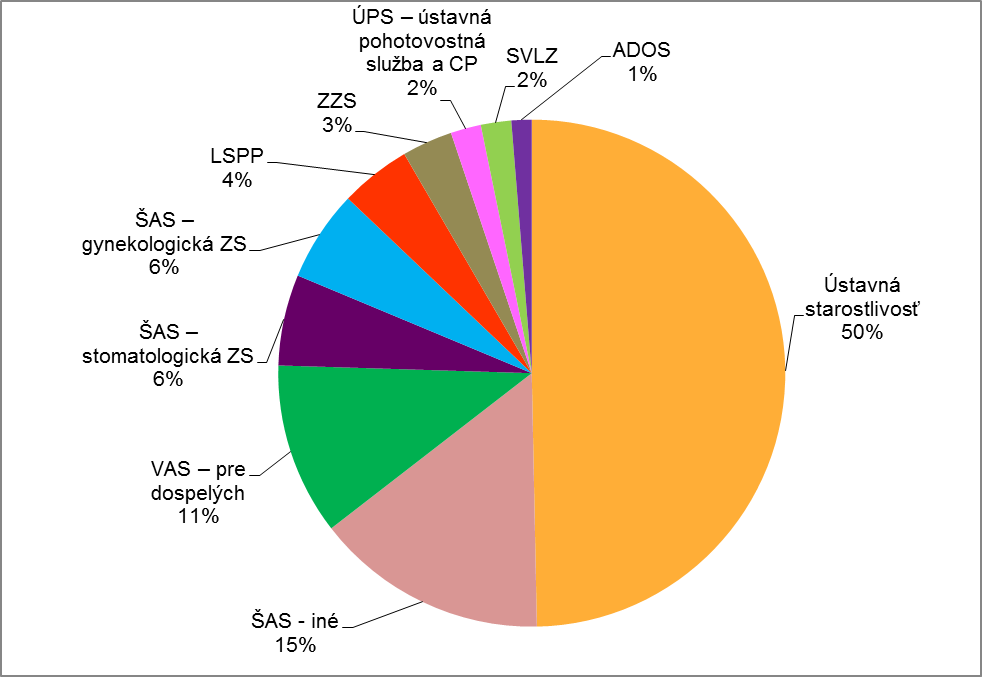 ÚPS – ústavná
pohotovostná
služba a CP
2%
SVLZ
2%
ADOS
1%
ZZS
3%
LSPP
4%
ŠAS –
gynekologická ZS
6%
ŠAS –
stomatologická ZS
6%
VAS – pre
dospelých
11%
ŠAS - iné
15%
Ústavná
starostlivosť
50%